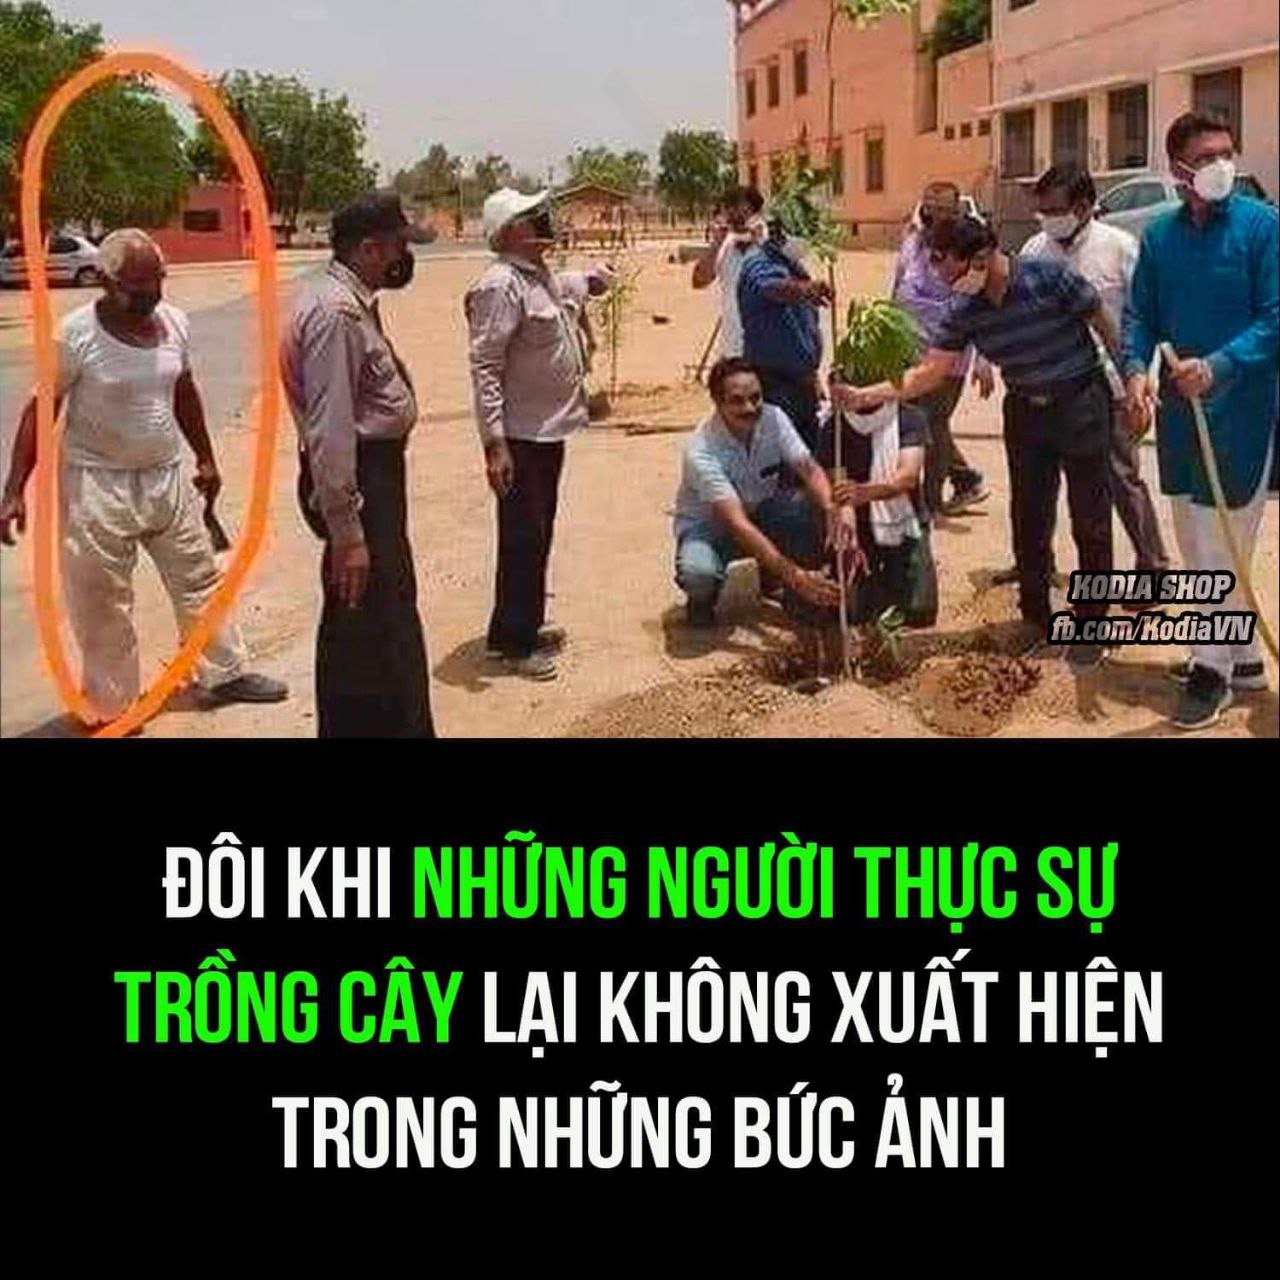 KODIA SHOP
fb.com/KodiaVN
ĐÔI KHI NHỮNG NGƯỜI THỰC SỰ
TRỒNG CÂY LẠI KHÔNG XUẤT HIỆN
TRONG NHỮNG BỨC ẢNH